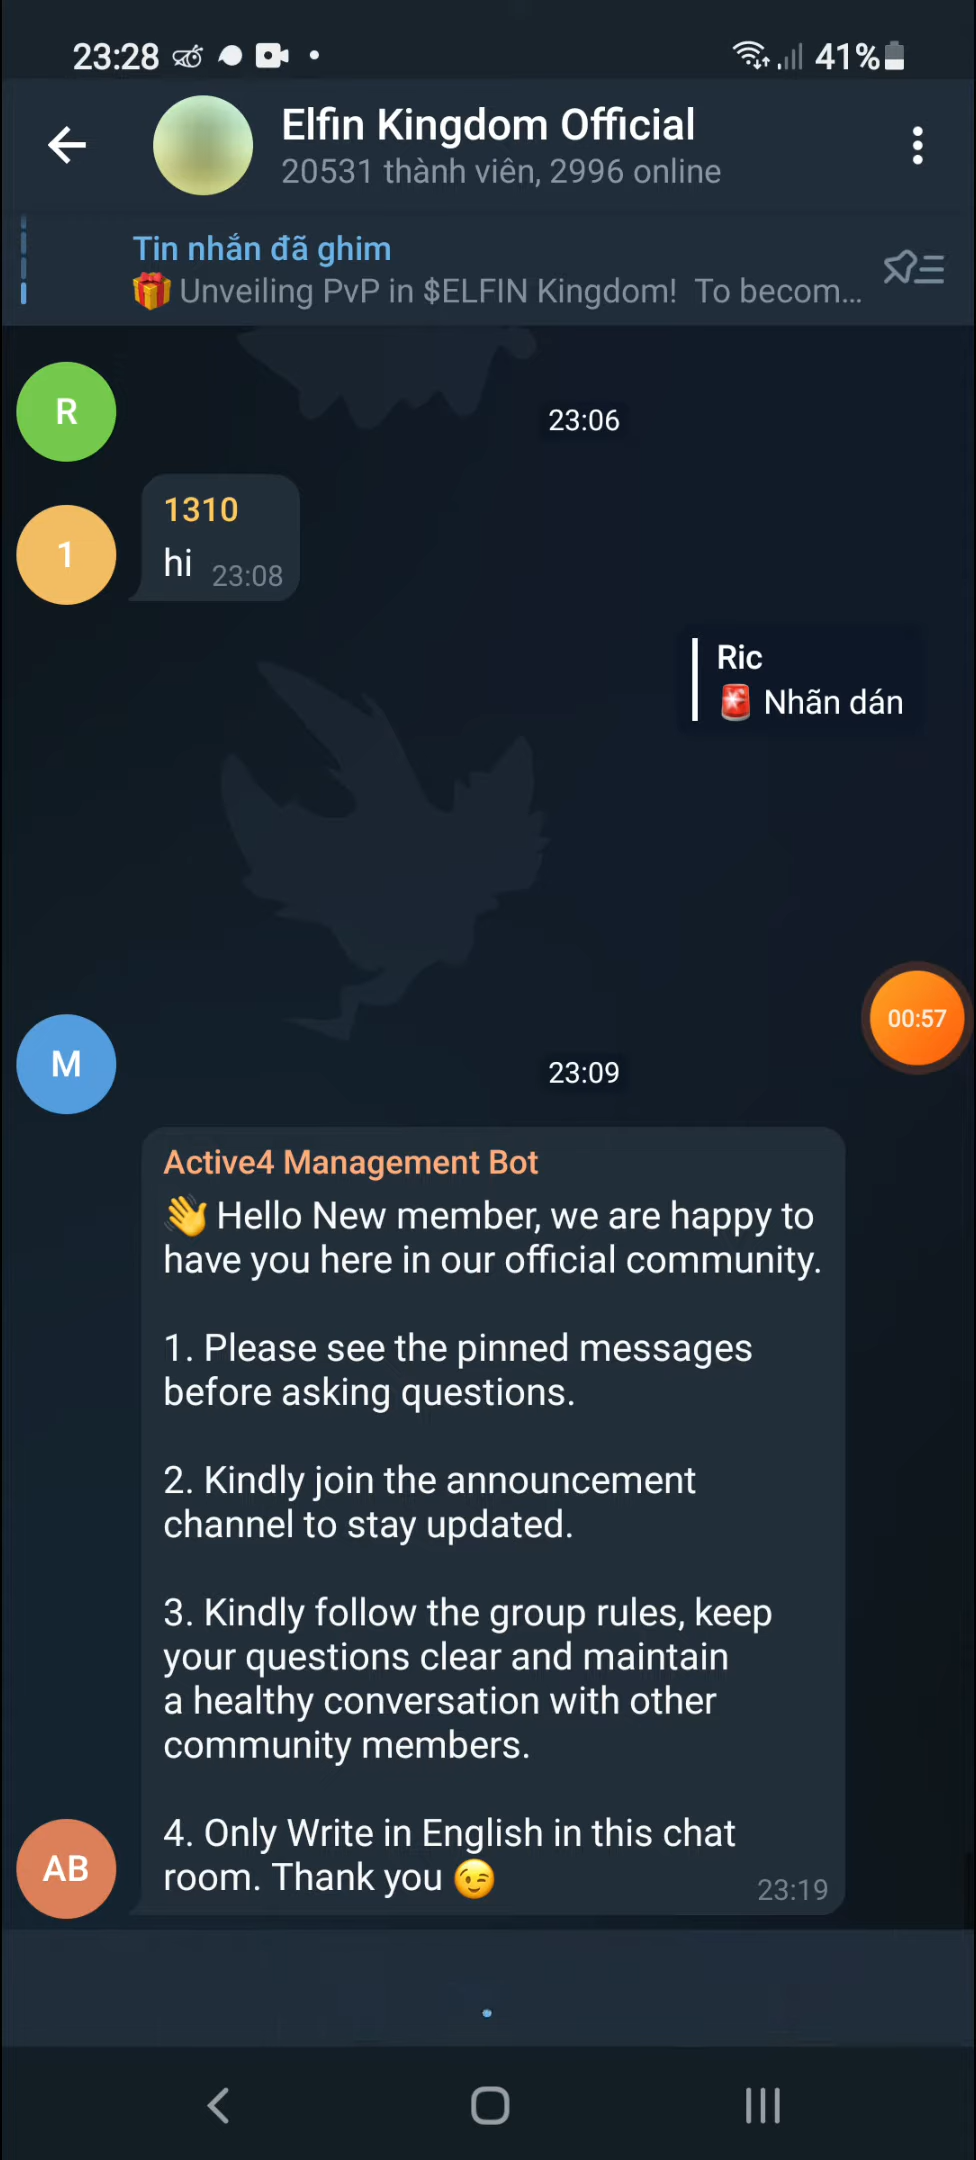 23:28
41%
Elfin Kingdom Official
20531 thành viên, 2996 online
Tin nhắn đã ghim
🎁 Unveiling PvP in $ELFIN Kingdom! To becom...
R
23:06
1310
1
hi 23:08
Ric
🚨 Nhãn dán
00:57
M
23:09
Active4 Management Bot
👋 Hello New member, we are happy to
have you here in our official community.
1. Please see the pinned messages
before asking questions.
2. Kindly join the announcement
channel to stay updated.
3. Kindly follow the group rules, keep
your questions clear and maintain
a healthy conversation with other
community members.
4. Only Write in English in this chat
room. Thank you 😉
AB
23:19